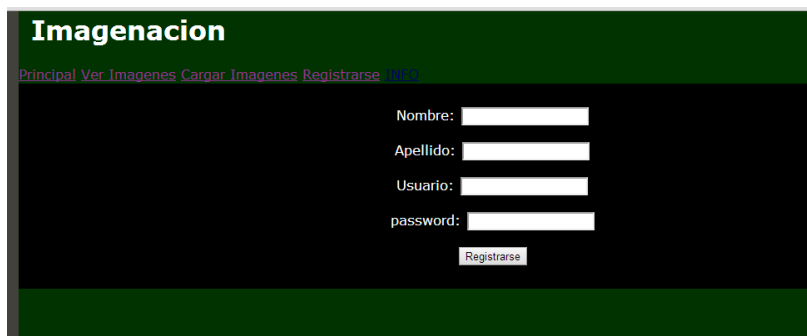 Imagenacion
Principal Ver Imagenes Cargar Imagenes Registrarse INFO
Nombre:
Apellido:
Usuario:
password:
Registrarse